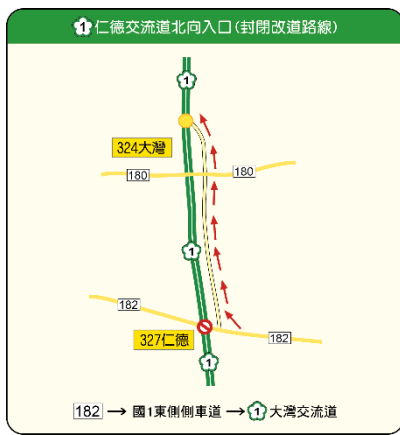 1 仁德交流道北向入口(封閉改道路線)
1
324大灣
180 180
1
182
327仁德
182
1
182 → 國1東側側車道 → 1 大灣交流道